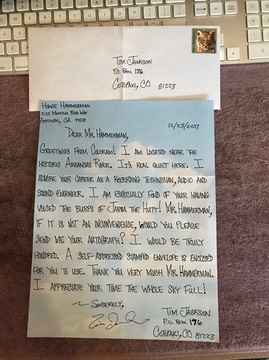 Tim Jackson
P.O. Box 196
Cotopaxi, CO 81223
Howie Hammerman
12/23/2017
Dear Mr. Hammerman,
Greetings from Colorado! I am located near the
historic Arkansas River. It's real quiet here. I
admire your career as a recording technician, audio and
sound engineer. I am especially fond of your having
voiced the burps of Jabba the Hutt! Mr. Hammerman,
if it is not an inconvenience, would you please
send me your autograph? I would be truly
honored. A self-addressed stamped envelope is enclosed
for you to use. Thank you very much Mr. Hammerman.
I appreciate your time the whole sky full!
~ Sincerely,
Tim Jackson
P.O. Box 196
Cotopaxi, CO 81223